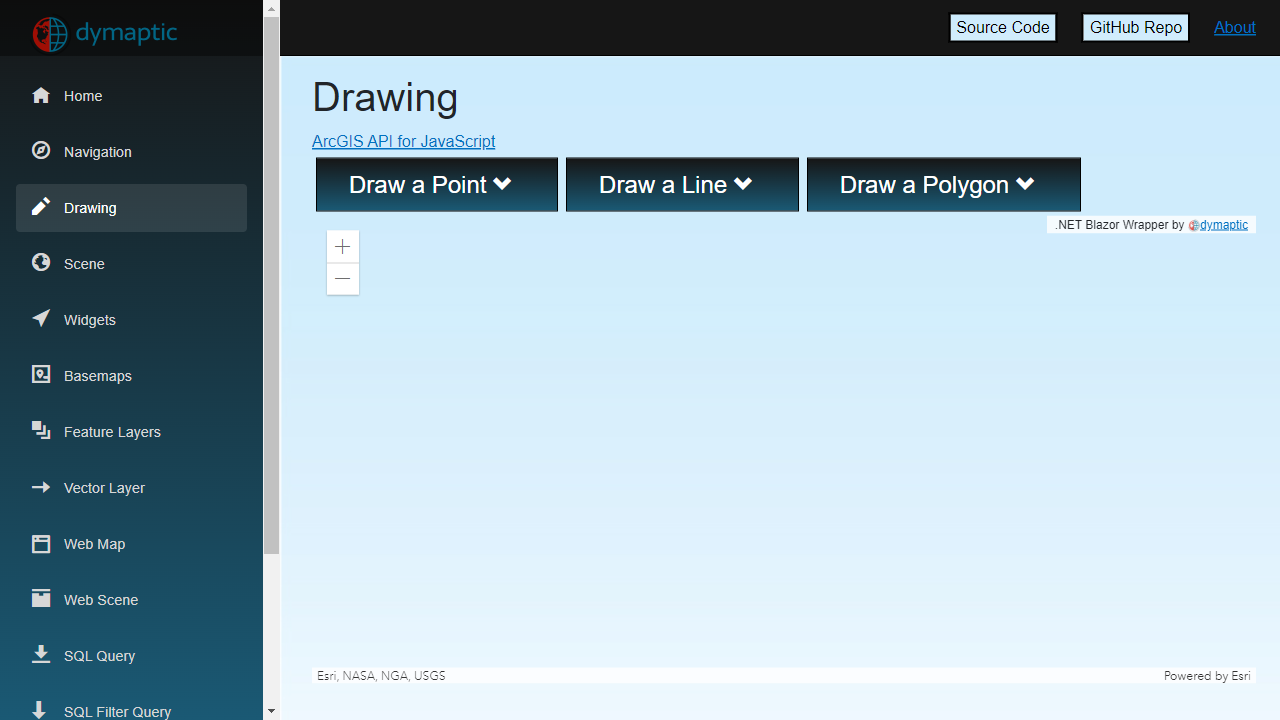 dymaptic
Source Code
GitHub Repo
About
Home
Navigation
Drawing
Scene
Widgets
Basemaps
Feature Layers
Vector Layer
Web Map
Web Scene
SQL Query
SQL Filter Query
Drawing
ArcGIS API for JavaScript
Draw a Point
Draw a Line
Draw a Polygon
.NET Blazor Wrapper by dymaptic
Esri, NASA, NGA, USGS
Powered by Esri